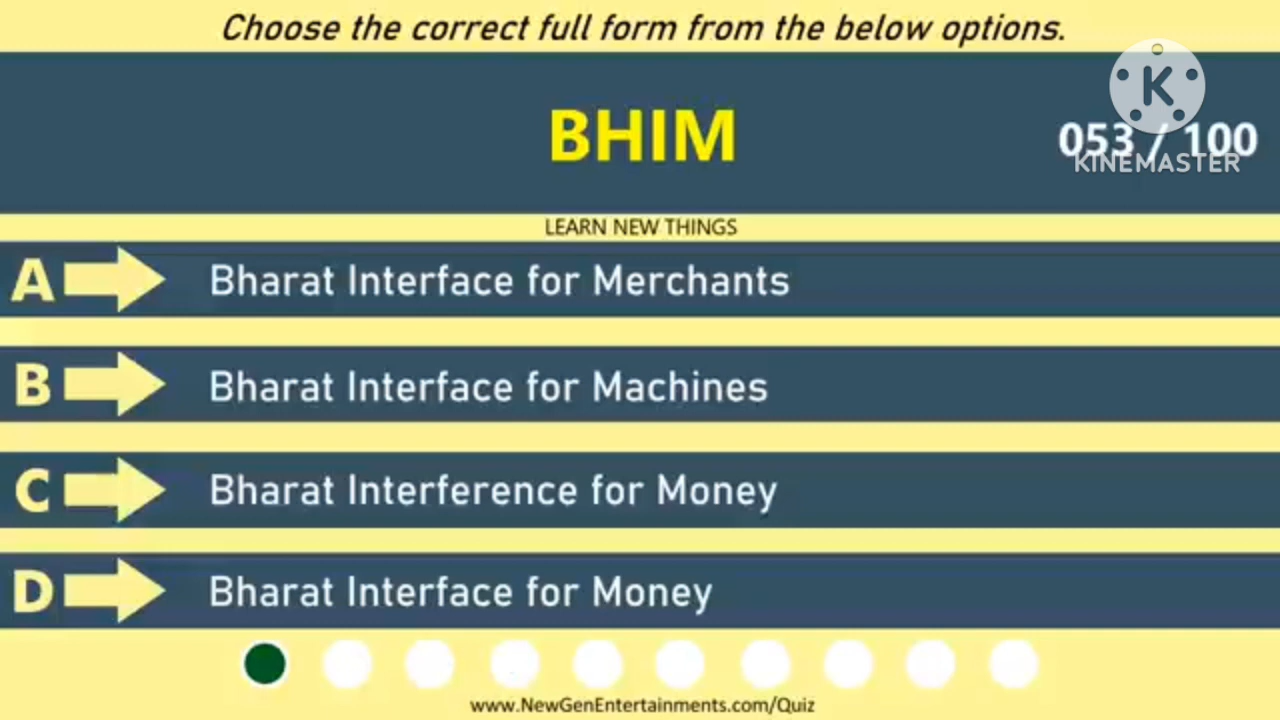 Choose the correct full form from the below options.
BHIM
K
053 / 100
KINEMASTER
LEARN NEW THINGS
A Bharat Interface for Merchants
B Bharat Interface for Machines
C Bharat Interference for Money
D Bharat Interface for Money
www.NewGenEntertainments.com/Quiz